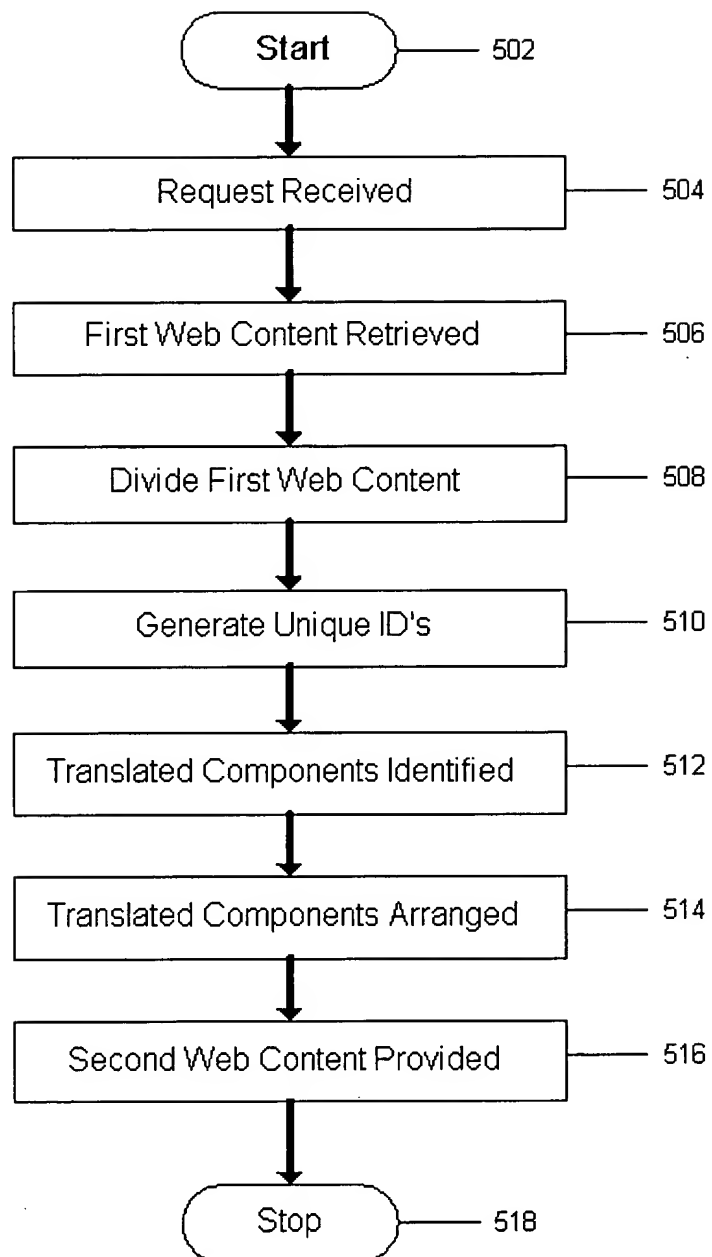 Start 502
Request Received 504
First Web Content Retrieved 506
Divide First Web Content 508
Generate Unique ID's 510
Translated Components Identified 512
Translated Components Arranged 514
Second Web Content Provided 516
Stop 518